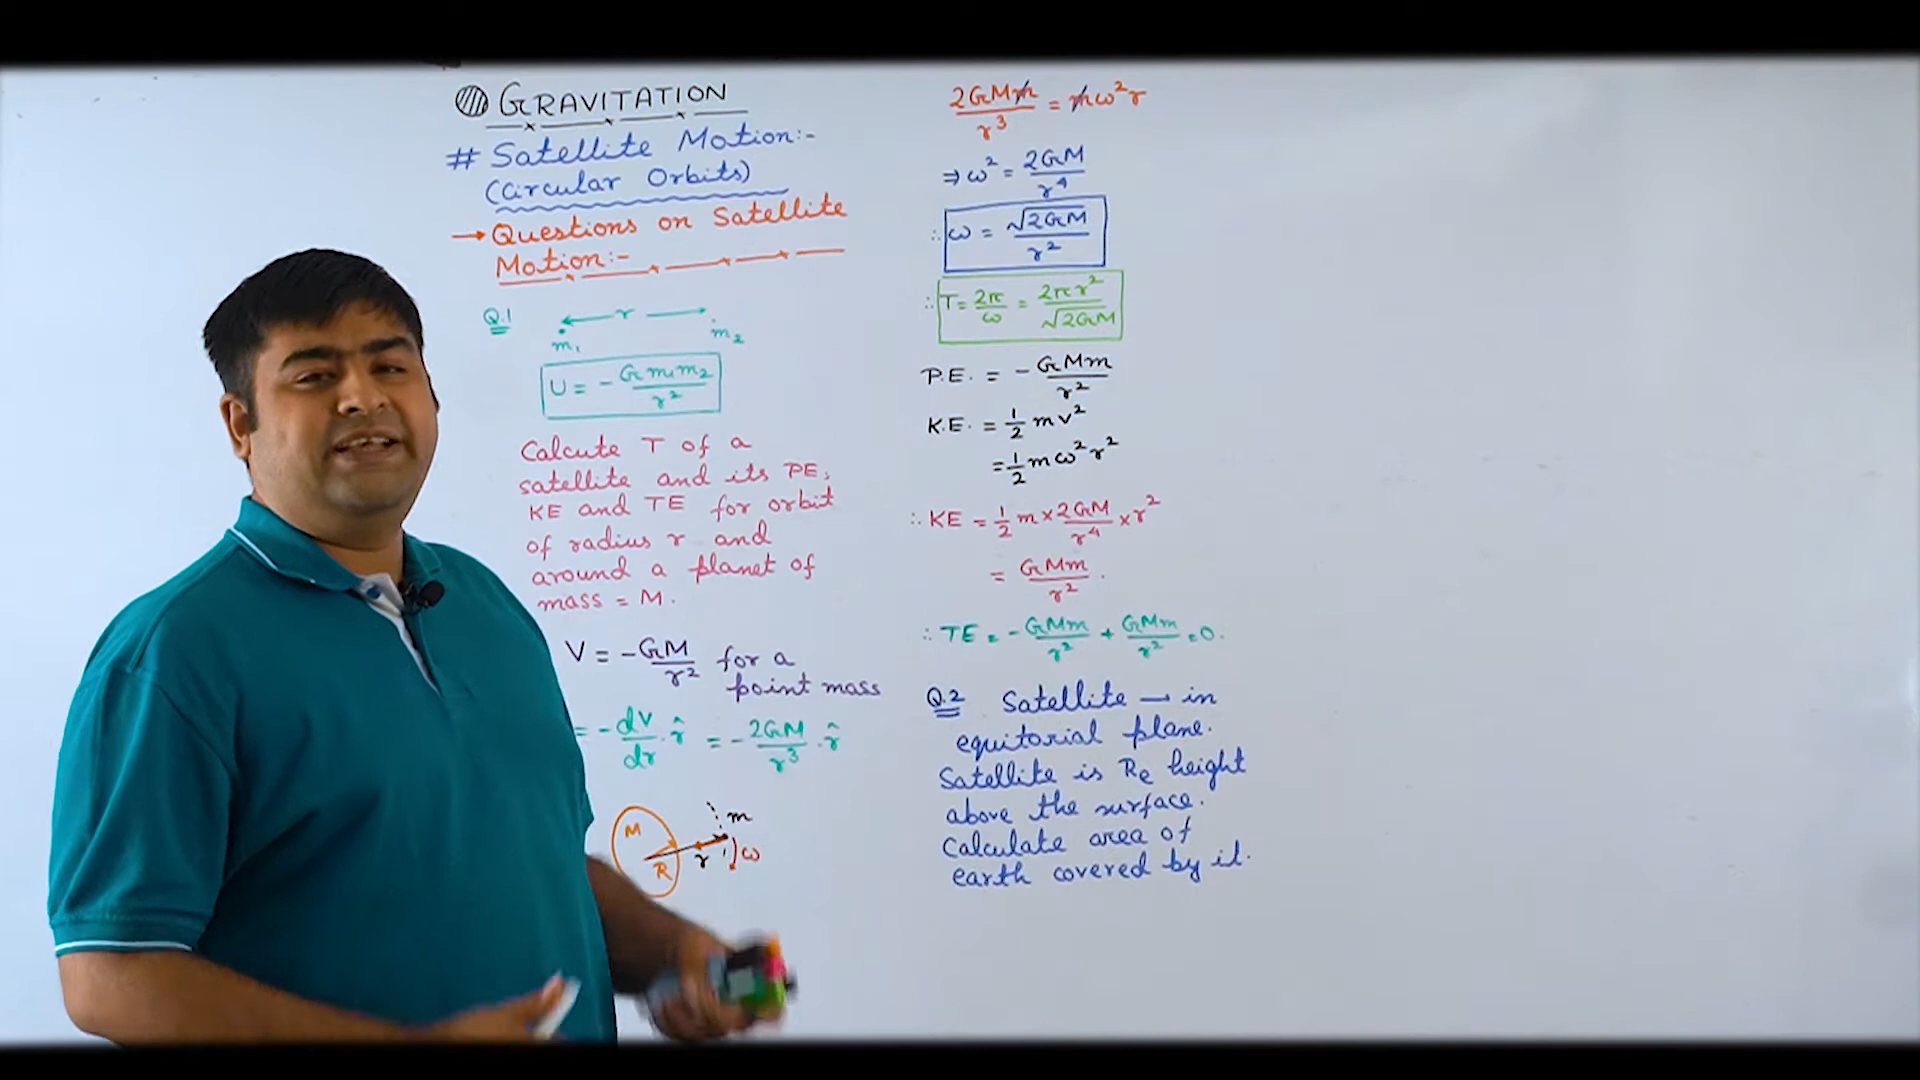 GRAVITATION
# Satellite Motion:-
(Circular Orbits)
→ Questions on Satellite
Motion:-
Q.1
r
m₁ m₂
U = - Gm₁m₂/r²
Calcute T of a
satellite and its PE,
KE and TE for orbit
of radius r and
around a planet of
mass = M.
V = -GM/r² for a
point mass
= -dV/dr · r̂ = -2GM/r³ · r̂
M m
R r ω
2GMm/r³ = mω²r
⇒ ω² = 2GM/r⁴
∴ ω = √2GM/r²
∴ T = 2π/ω = 2πr²/√2GM
P.E. = - GMm/r²
K.E. = 1/2 mv²
= 1/2 mω²r²
∴ KE = 1/2 m × 2GM/r⁴ × r²
= GMm/r².
∴ TE = - GMm/r² + GMm/r² = 0.
Q.2 Satellite → in
equitorial plane.
Satellite is Re height
above the surface.
Calculate area of
earth covered by it.